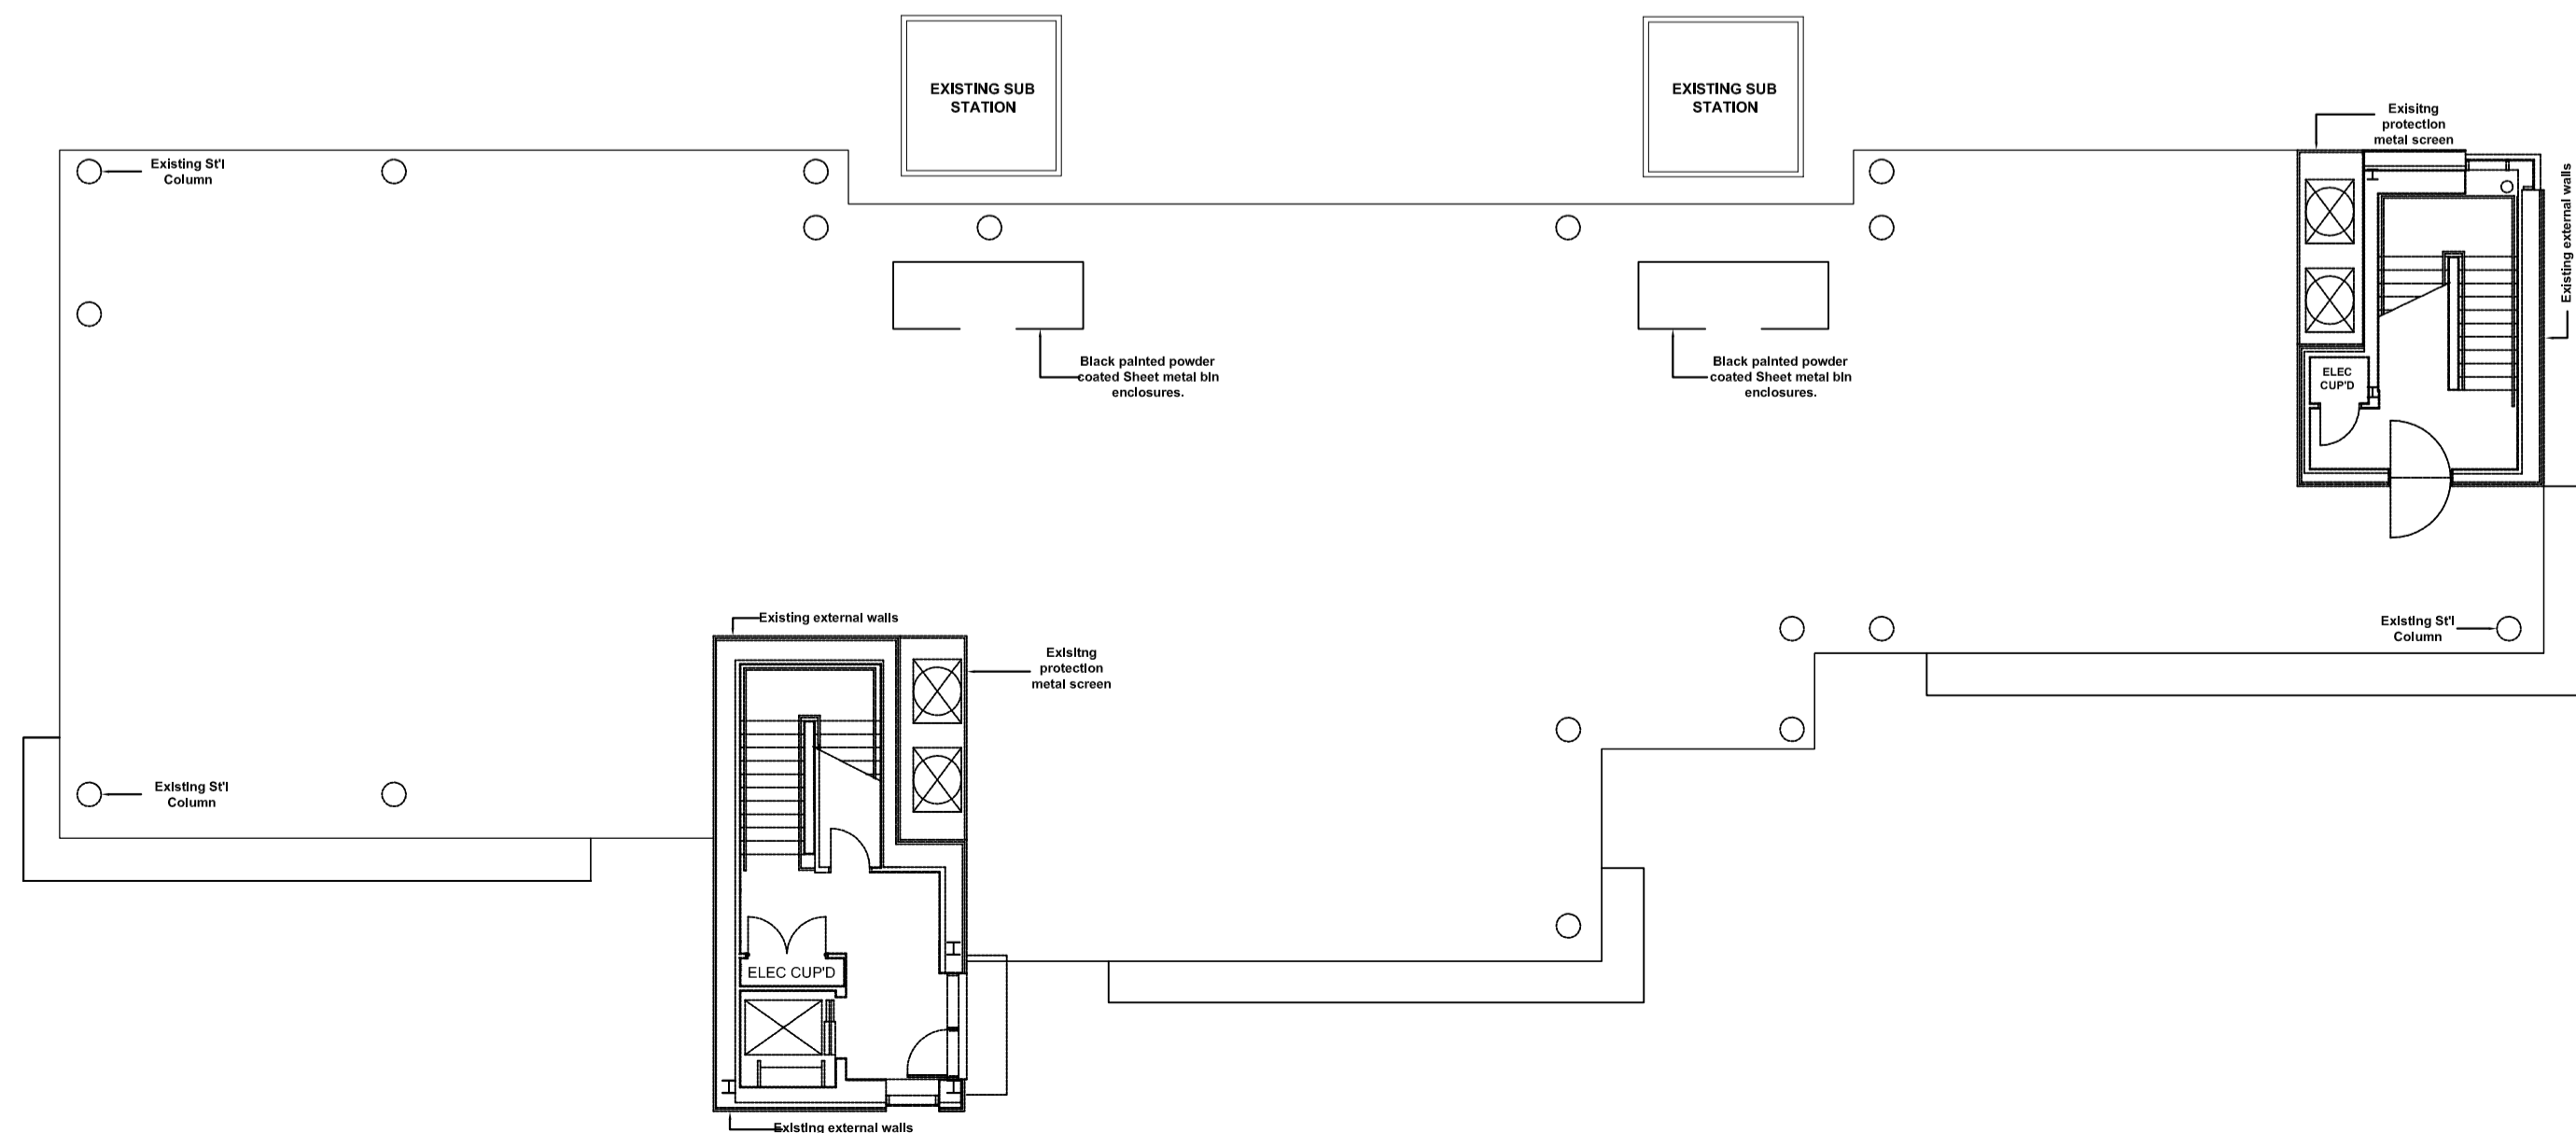 EXISTING SUB
STATION
EXISTING SUB
STATION
Exisitng
protection
metal screen
Existing St'l
Column
Existing external walls
Black painted powder
coated Sheet metal bin
enclosures.
Black painted powder
coated Sheet metal bin
enclosures.
ELEC
CUP'D
Existing external walls
Existing St'l
Column
Exisitng
protection
metal screen
Existing St'l
Column
ELEC CUP'D
Existing external walls